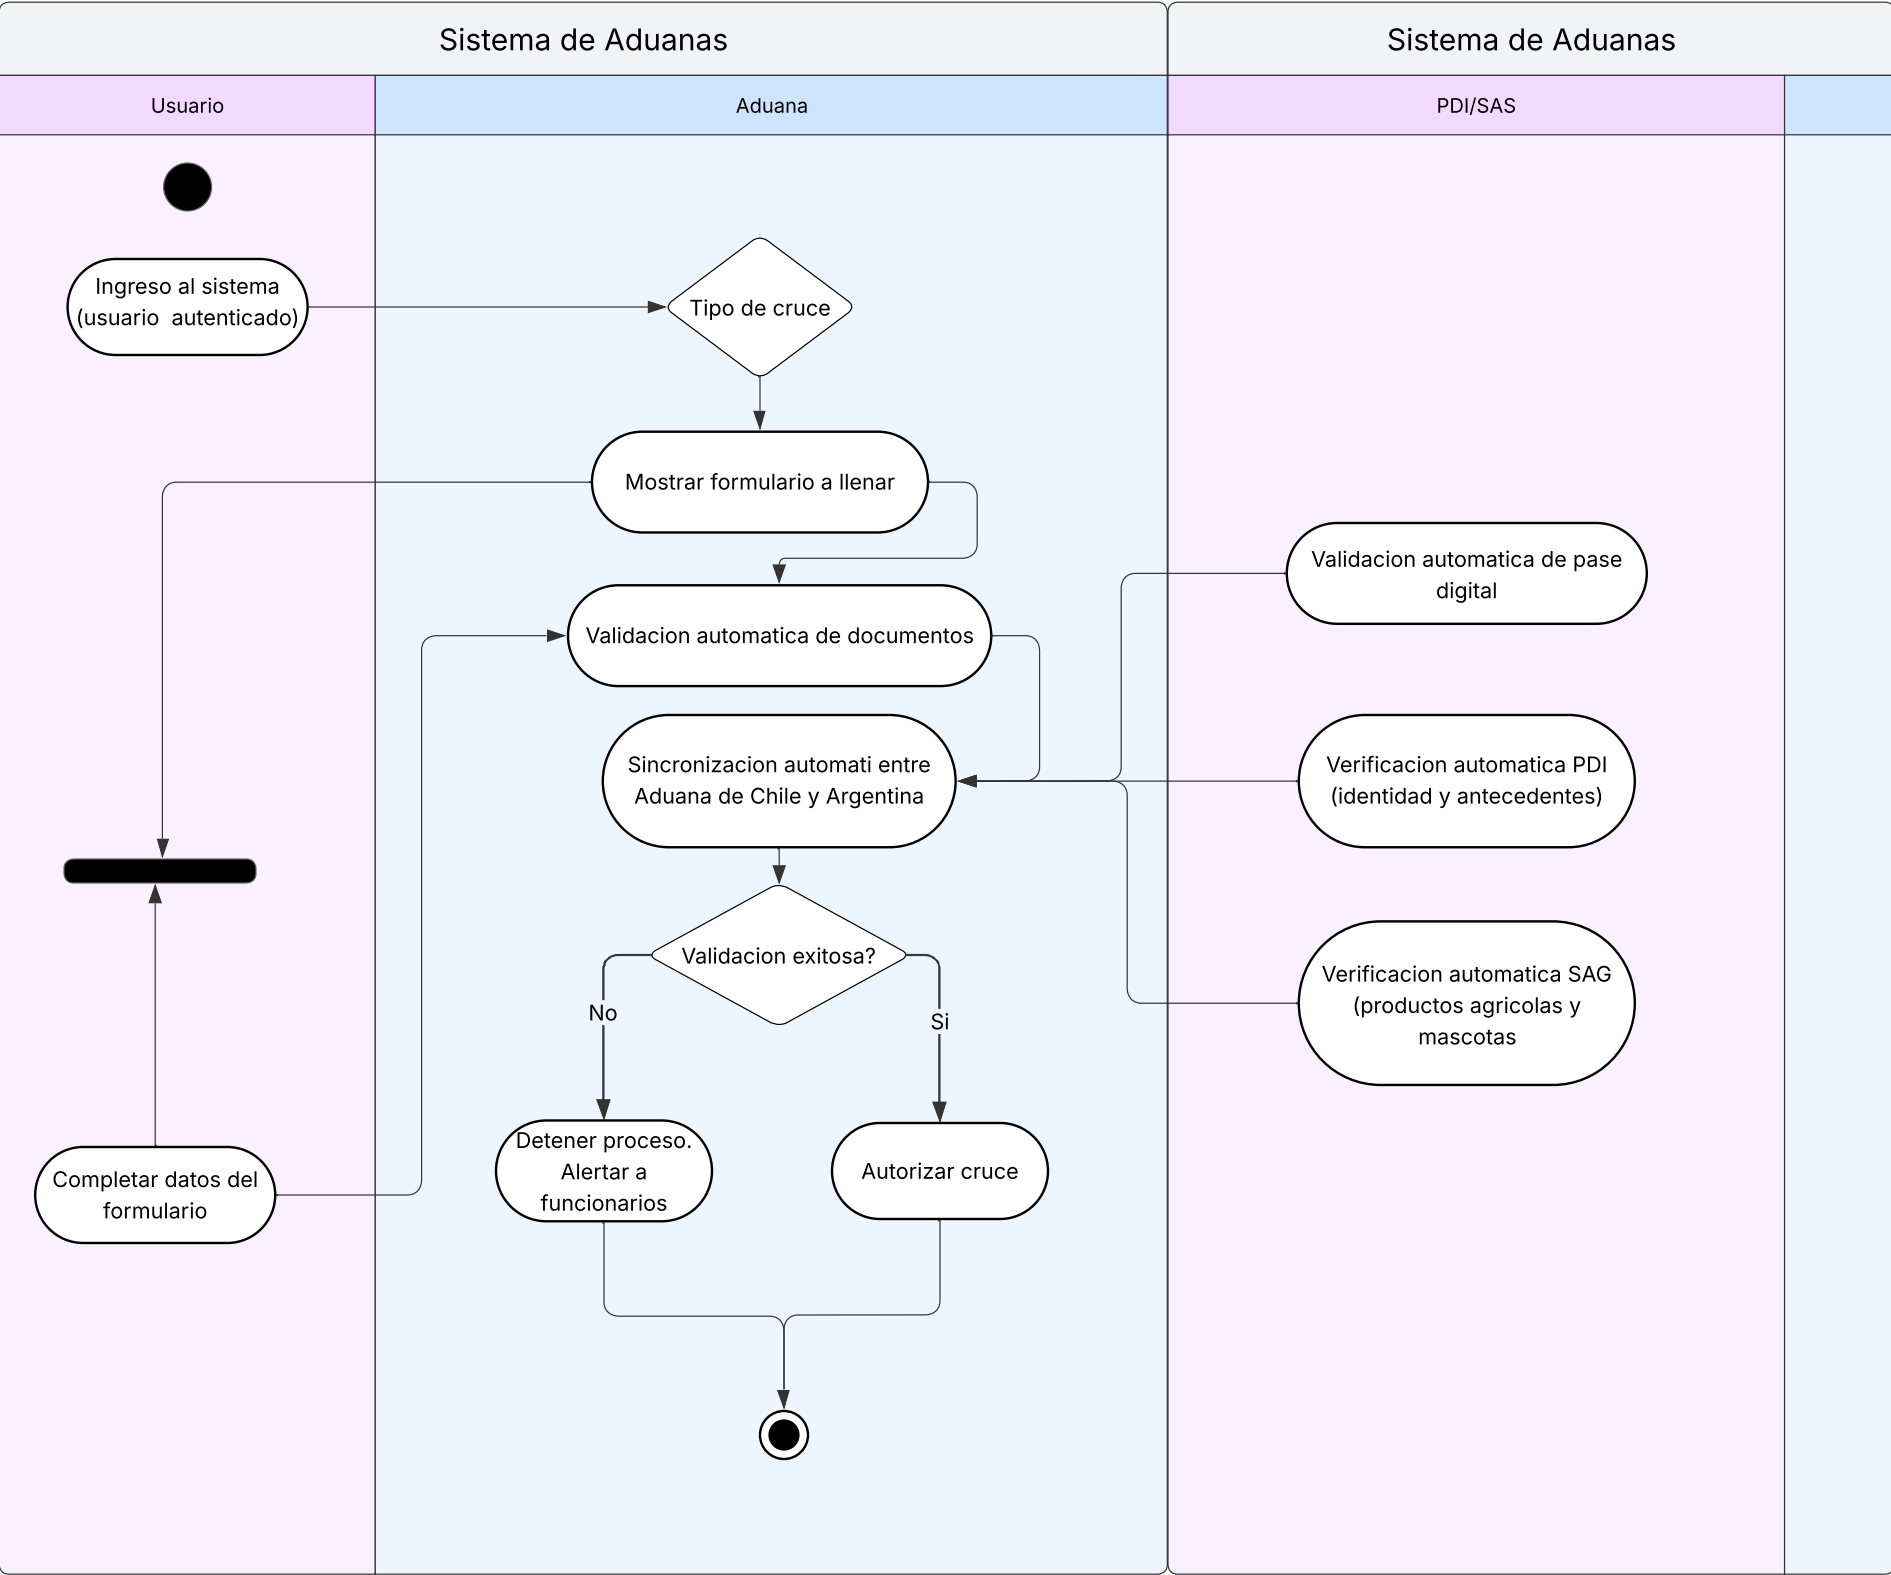 Sistema de Aduanas
Sistema de Aduanas
Usuario
Aduana
PDI/SAS
Ingreso al sistema
(usuario  autenticado)
Tipo de cruce
Mostrar formulario a llenar
Validacion automatica de pase
digital
Validacion automatica de documentos
Sincronizacion automati entre
Aduana de Chile y Argentina
Verificacion automatica PDI
(identidad y antecedentes)
Validacion exitosa?
No
Si
Verificacion automatica SAG
(productos agricolas y
mascotas
Completar datos del
formulario
Detener proceso.
Alertar a
funcionarios
Autorizar cruce